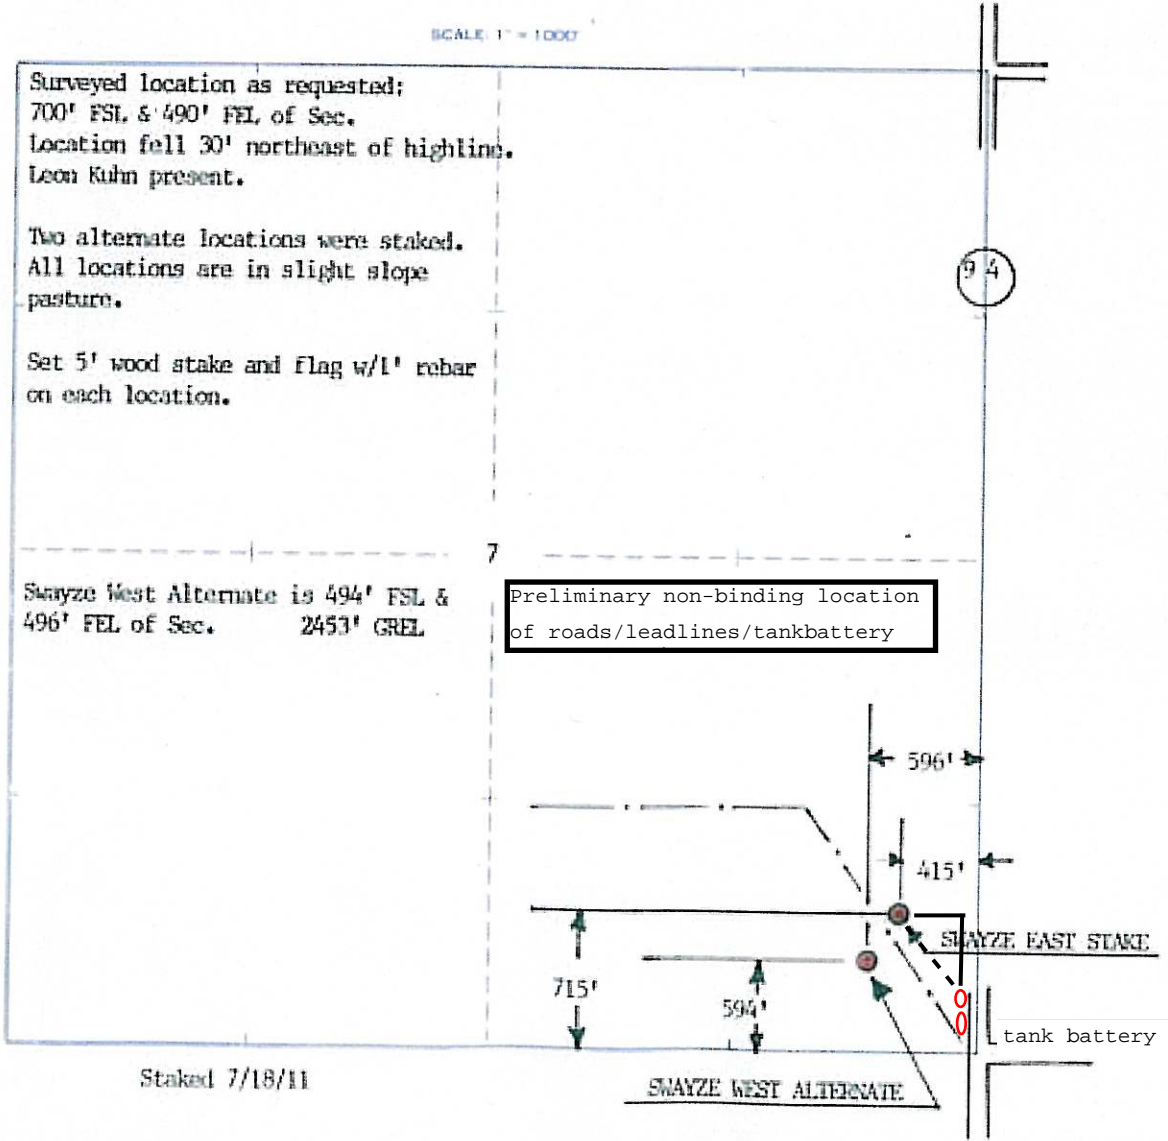 SCALE: 1" = 1000'
Surveyed location as requested;
700' FSL & 490' FEL of Sec.
Location fell 30' northeast of highline.
Leon Kuhn present.
Two alternate locations were staked.
All locations are in slight slope
pasture.
9 4
Set 5' wood stake and flag w/1' rebar
on each location.
7
Swayze West Alternate is 494' FSL &
496' FEL of Sec. 2453' GREL
Preliminary non-binding location
of roads/leadlines/tankbattery
596'
415'
SWAYZE EAST STAKE
715'
594'
tank battery
Staked 7/18/11
SWAYZE WEST ALTERNATE